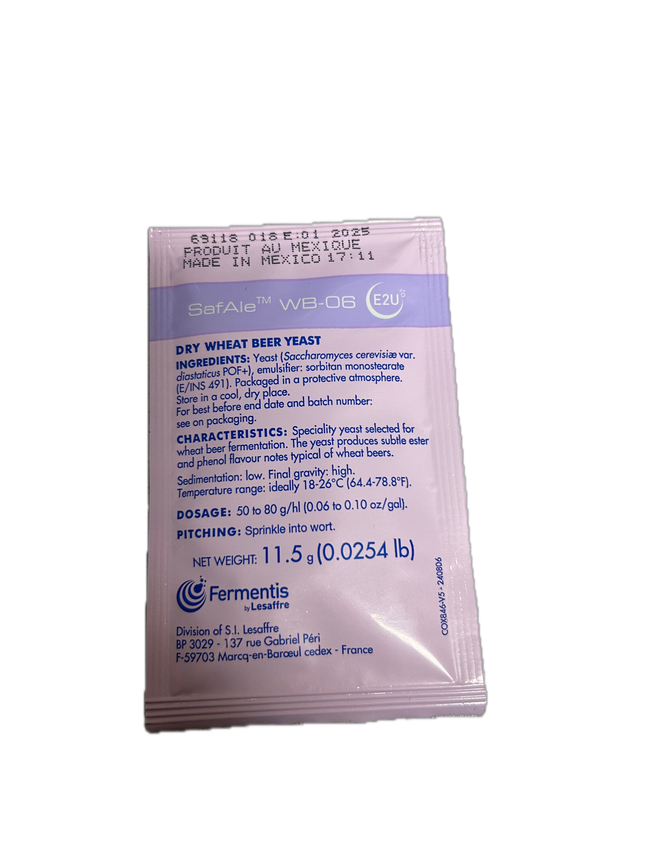 69118 018 E:01 2025
PRODUIT AU MEXIQUE
MADE IN MEXICO 17:11
SafAle™ WB-06 E2U
DRY WHEAT BEER YEAST
INGREDIENTS: Yeast (Saccharomyces cerevisiæ var.
diastaticus POF+), emulsifier: sorbitan monostearate
(E/INS 491). Packaged in a protective atmosphere.
Store in a cool, dry place.
For best before end date and batch number:
see on packaging.
CHARACTERISTICS: Speciality yeast selected for
wheat beer fermentation. The yeast produces subtle ester
and phenol flavour notes typical of wheat beers.
Sedimentation: low. Final gravity: high.
Temperature range: ideally 18-26°C (64.4-78.8°F).
DOSAGE: 50 to 80 g/hl (0.06 to 0.10 oz/gal).
PITCHING: Sprinkle into wort.
NET WEIGHT: 11.5 g (0.0254 lb)
Fermentis
by Lesaffre
Division of S.I. Lesaffre
BP 3029 - 137 rue Gabriel Péri
F-59703 Marcq-en-Barœul cedex - France
COX846-V5 - 240806